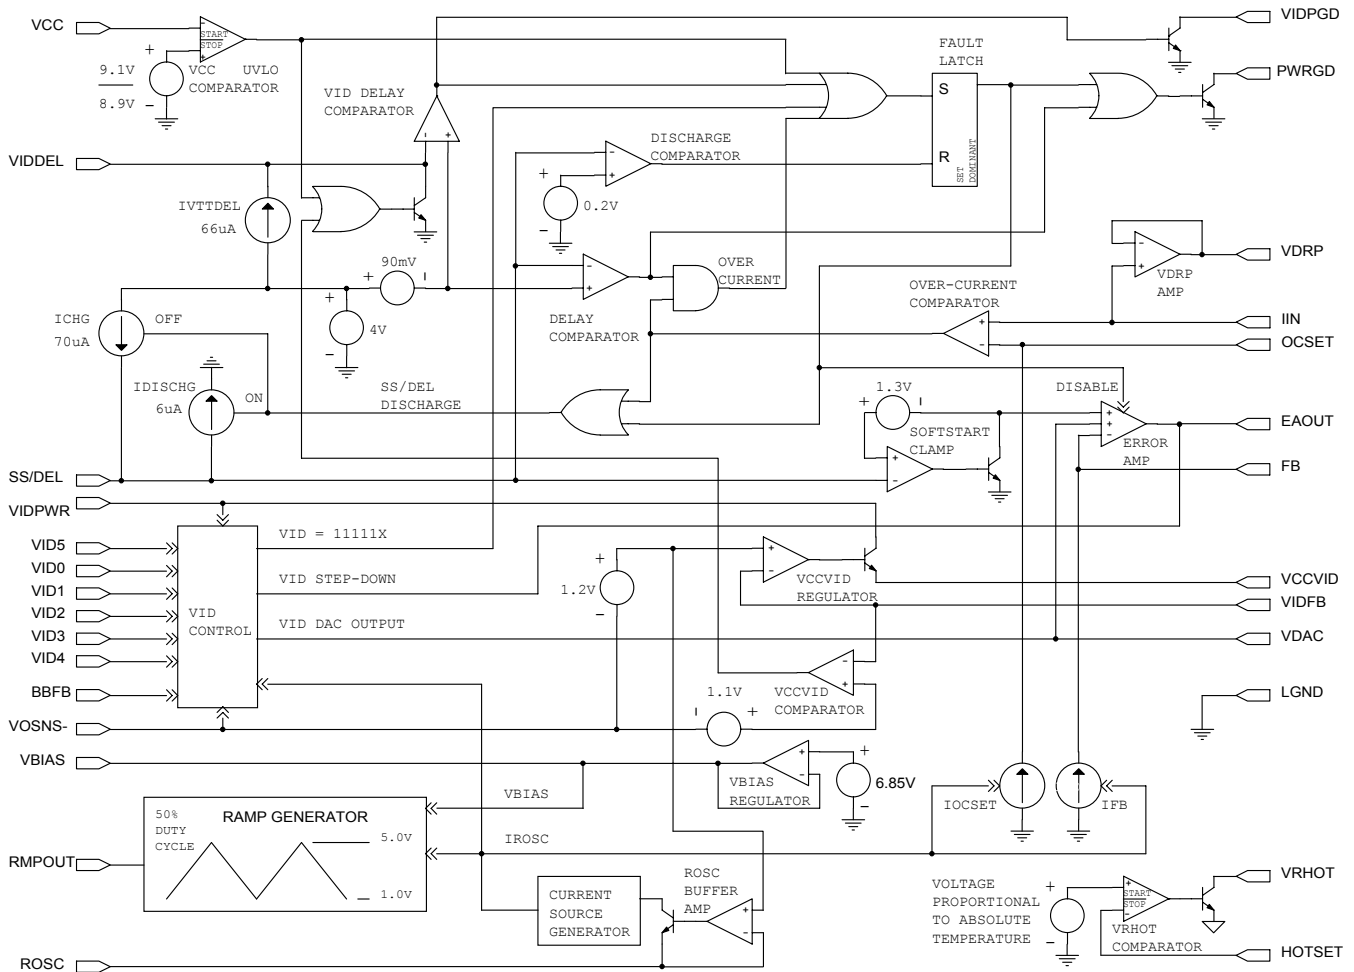 VCC
START
STOP
9.1V
8.9V
VCC UVLO
COMPARATOR
VIDPGD
FAULT
LATCH
PWRGD
S
R
SET
DOMINANT
VID DELAY
COMPARATOR
DISCHARGE
COMPARATOR
VIDDEL
IVTTDEL
66uA
0.2V
90mV
4V
OVER
CURRENT
DELAY
COMPARATOR
VDRP
VDRP
AMP
OVER-CURRENT
COMPARATOR
IIN
OCSET
ICHG
70uA
OFF
IDISCHG
6uA
ON
SS/DEL
DISCHARGE
1.3V
SOFTSTART
CLAMP
DISABLE
ERROR
AMP
EAOUT
FB
SS/DEL
VIDPWR
VID5
VID0
VID1
VID2
VID3
VID4
BBFB
VOSNS-
VID
CONTROL
VID = 11111X
VID STEP-DOWN
VID DAC OUTPUT
1.2V
VCCVID
REGULATOR
VCCVID
VIDFB
VDAC
1.1V
VCCVID
COMPARATOR
LGND
VBIAS
VBIAS
VBIAS
REGULATOR
6.85V
IOCSET
IFB
50%
DUTY
CYCLE
RAMP GENERATOR
5.0V
1.0V
IROSC
RMPOUT
CURRENT
SOURCE
GENERATOR
ROSC
BUFFER
AMP
ROSC
VOLTAGE
PROPORTIONAL
TO ABSOLUTE
TEMPERATURE
START
STOP
VRHOT
COMPARATOR
VRHOT
HOTSET